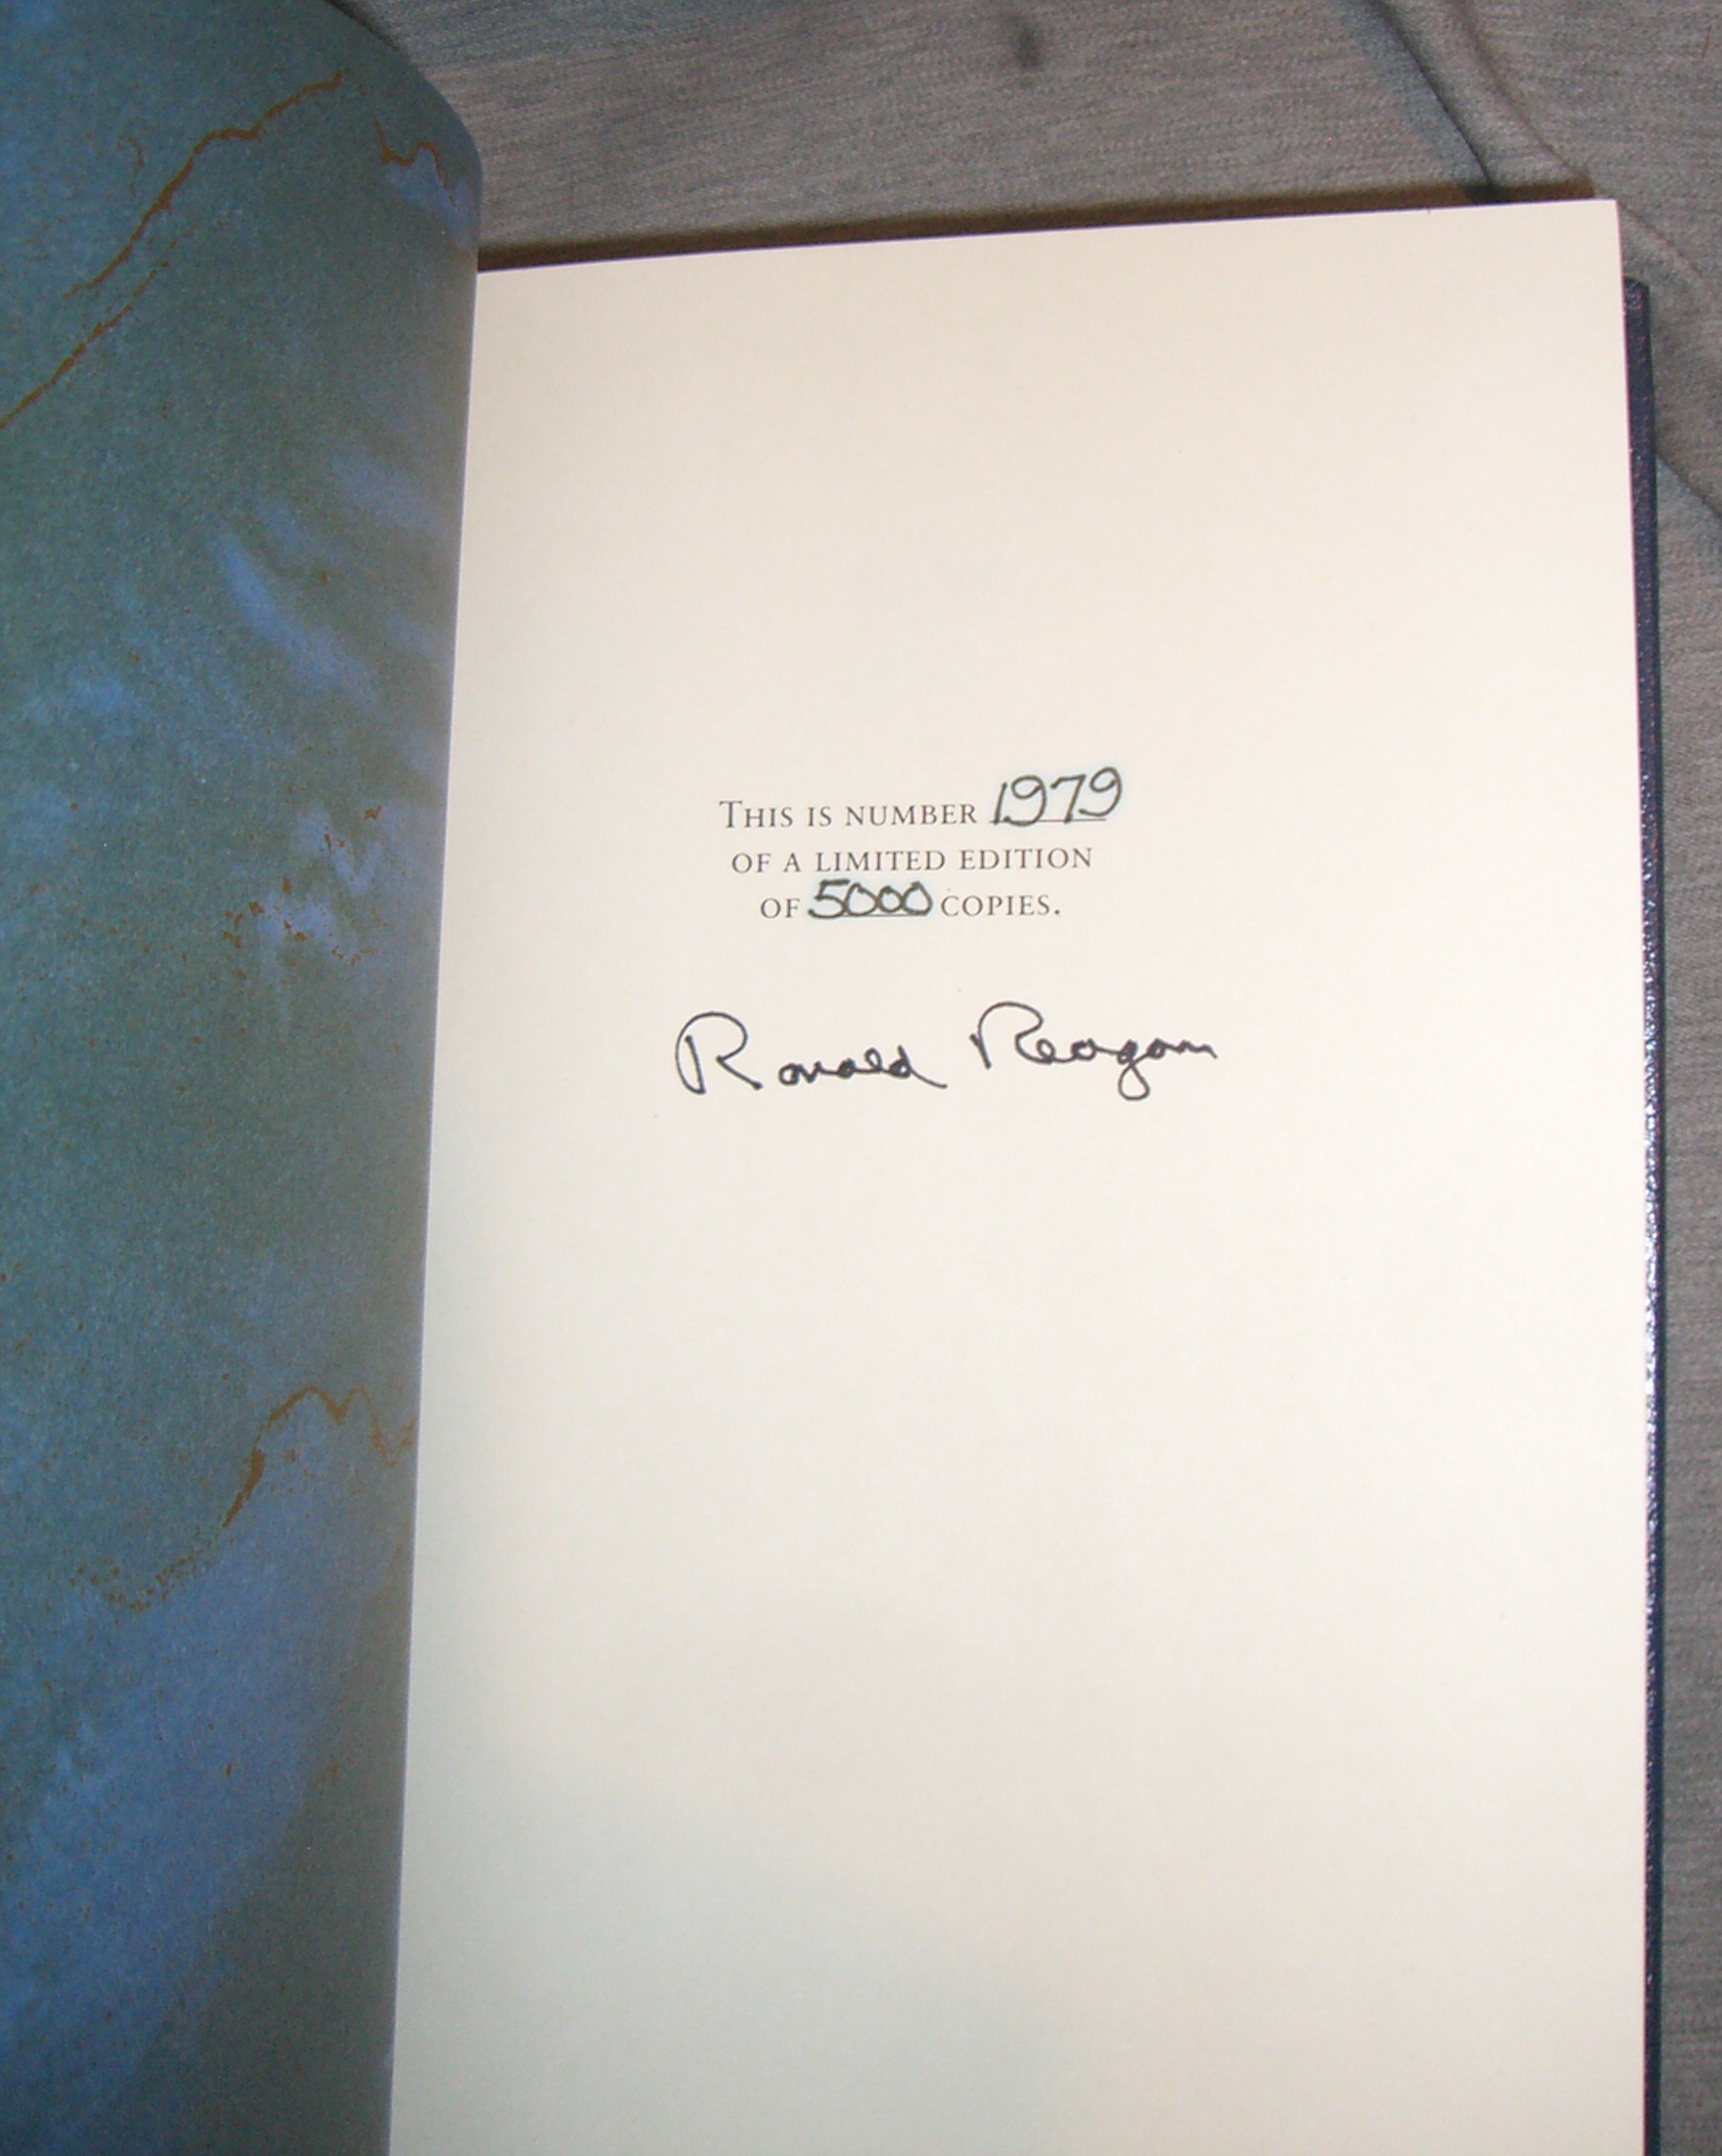 THIS IS NUMBER 1979
OF A LIMITED EDITION
OF 5000 COPIES.
Ronald Reagan